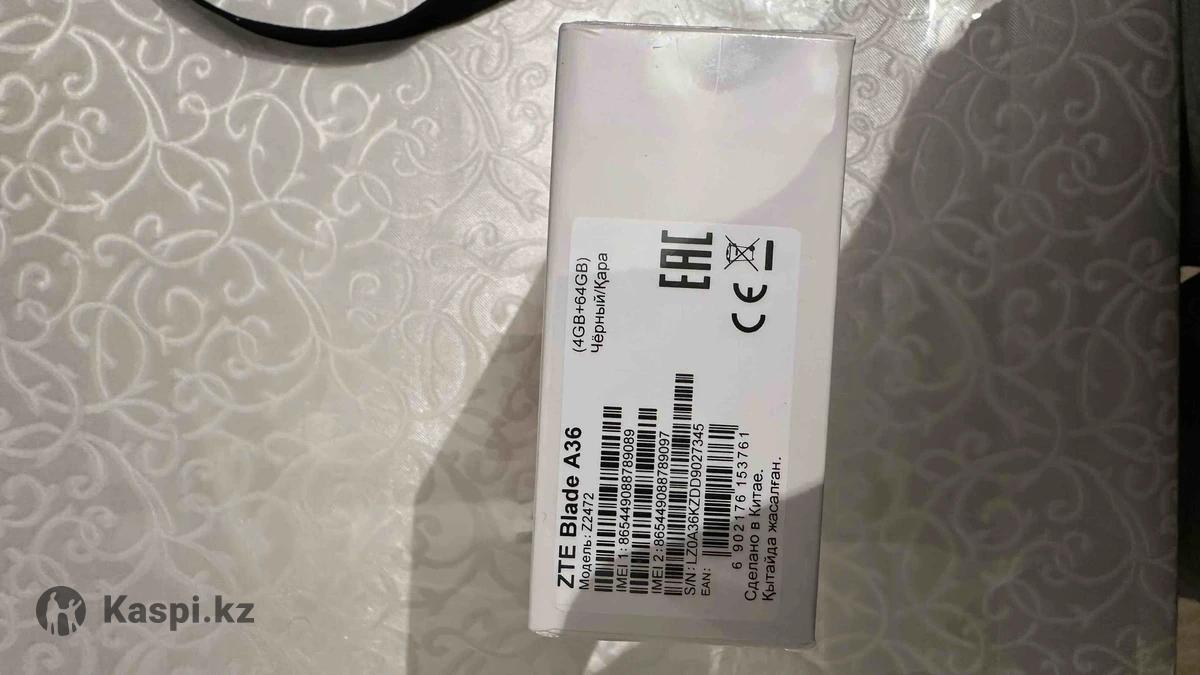 ZTE Blade A36
(4GB+64GB)
Модель: Z2472
Чёрный/Қара
IMEI 1: 865449088789089
IMEI 2: 865449088789097
S/N: LZ0A36KZDD9027345
EAN:
6 902176 153761
Сделано в Китае.
Қытайда жасалған.
EAC
CE
Kaspi.kz